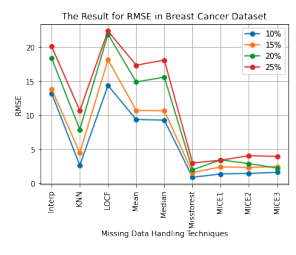 The Result for RMSE in Breast Cancer Dataset
10%
15%
20%
25%
RMSE
20
15
10
5
0
Interp
KNN
LOCF
Mean
Median
Missforest
MICE1
MICE2
MICE3
Missing Data Handling Techniques